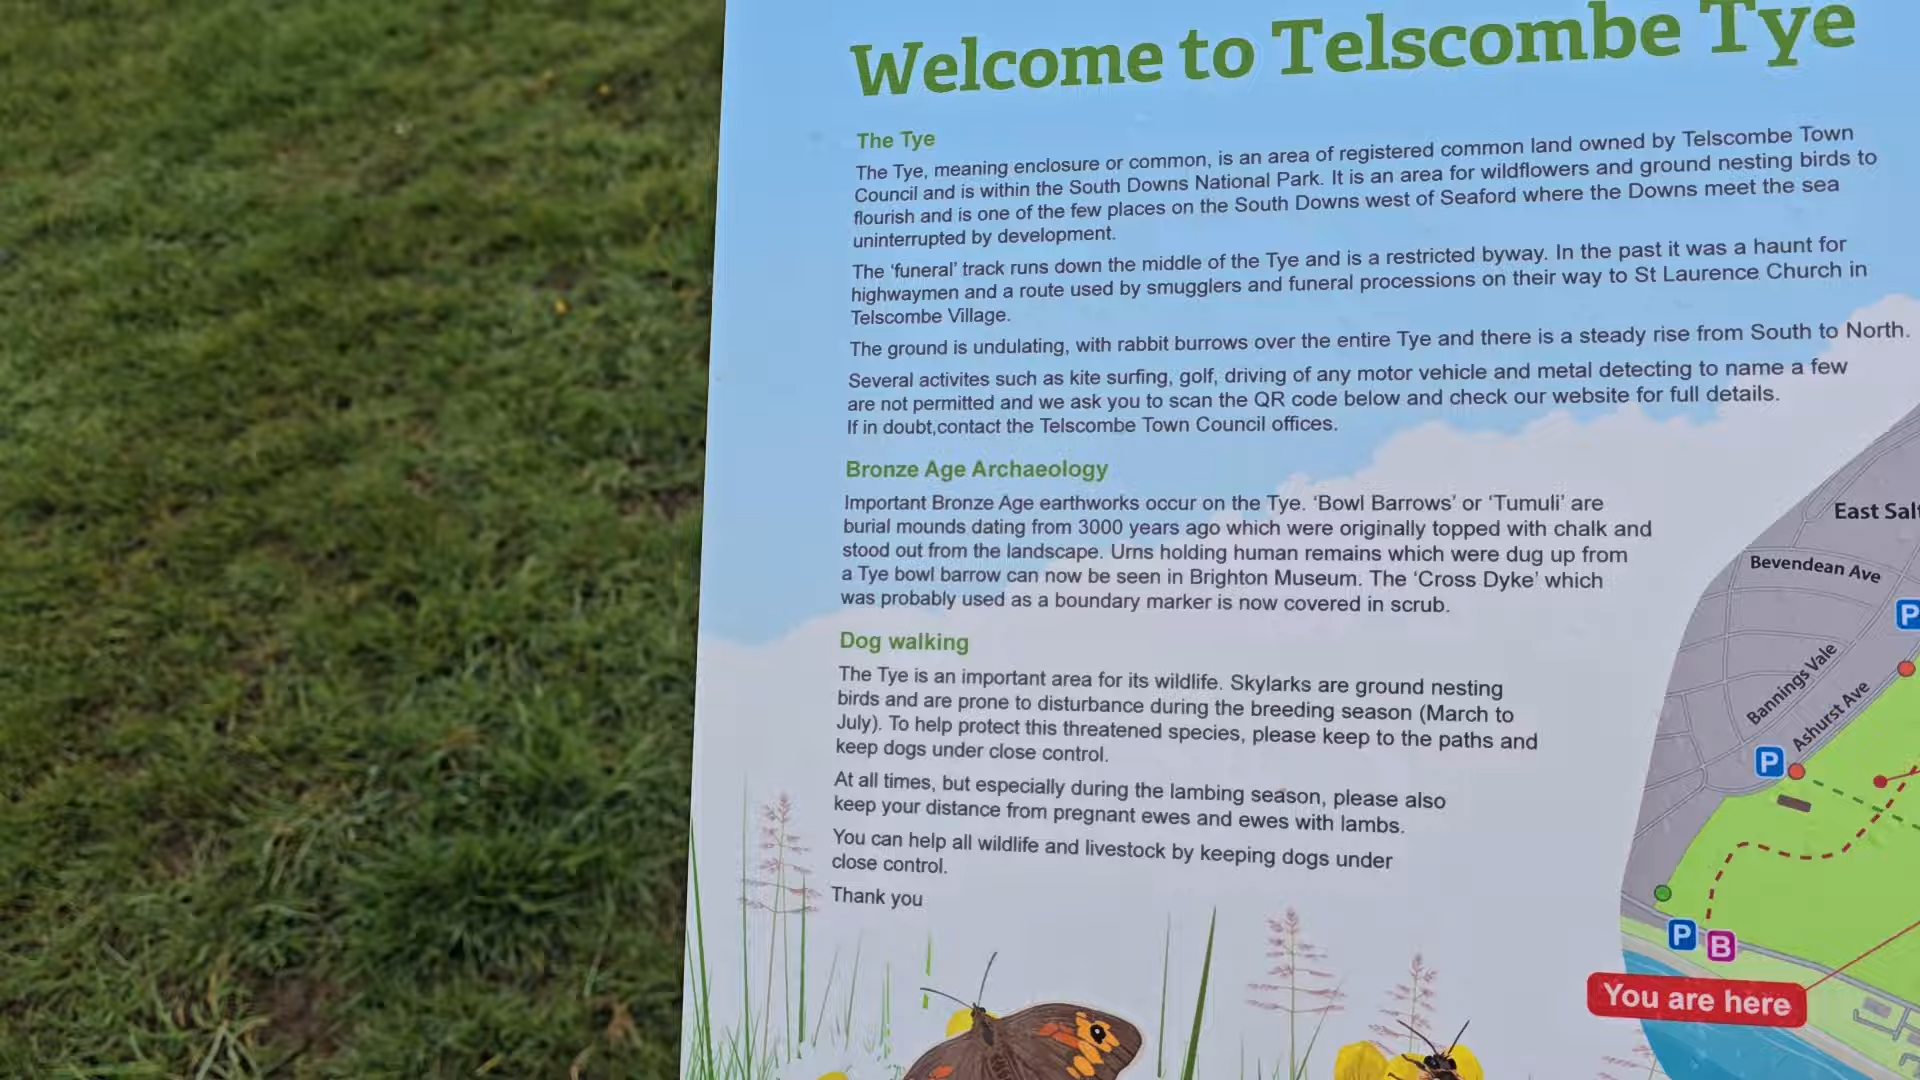 Welcome to Telscombe Tye
The Tye
The Tye, meaning enclosure or common, is an area of registered common land owned by Telscombe Town
Council and is within the South Downs National Park. It is an area for wildflowers and ground nesting birds to
flourish and is one of the few places on the South Downs west of Seaford where the Downs meet the sea
uninterrupted by development.
The ‘funeral’ track runs down the middle of the Tye and is a restricted byway. In the past it was a haunt for
highwaymen and a route used by smugglers and funeral processions on their way to St Laurence Church in
Telscombe Village.
The ground is undulating, with rabbit burrows over the entire Tye and there is a steady rise from South to North.
Several activites such as kite surfing, golf, driving of any motor vehicle and metal detecting to name a few
are not permitted and we ask you to scan the QR code below and check our website for full details.
If in doubt,contact the Telscombe Town Council offices.
Bronze Age Archaeology
Important Bronze Age earthworks occur on the Tye. ‘Bowl Barrows’ or ‘Tumuli’ are
burial mounds dating from 3000 years ago which were originally topped with chalk and
stood out from the landscape. Urns holding human remains which were dug up from
a Tye bowl barrow can now be seen in Brighton Museum. The ‘Cross Dyke’ which
was probably used as a boundary marker is now covered in scrub.
Dog walking
The Tye is an important area for its wildlife. Skylarks are ground nesting
birds and are prone to disturbance during the breeding season (March to
July). To help protect this threatened species, please keep to the paths and
keep dogs under close control.
At all times, but especially during the lambing season, please also
keep your distance from pregnant ewes and ewes with lambs.
You can help all wildlife and livestock by keeping dogs under
close control.
Thank you
East
Bevendean Ave
P
Bannings Vale
Ashurst Ave
P
P
B
You are here